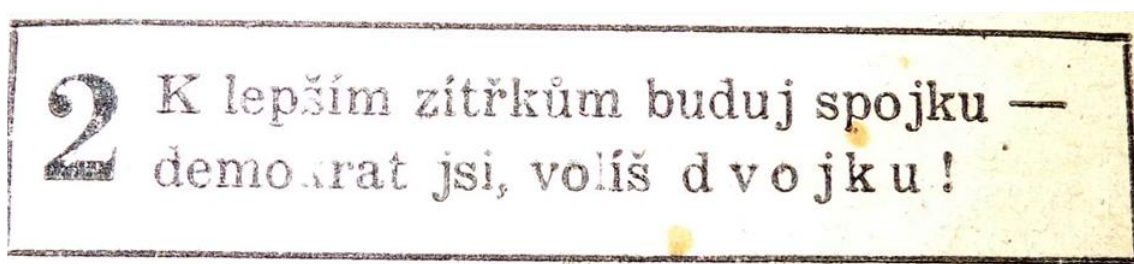 2
K lepším zítřkům buduj spojku —
demokrat jsi, volíš dvojku!